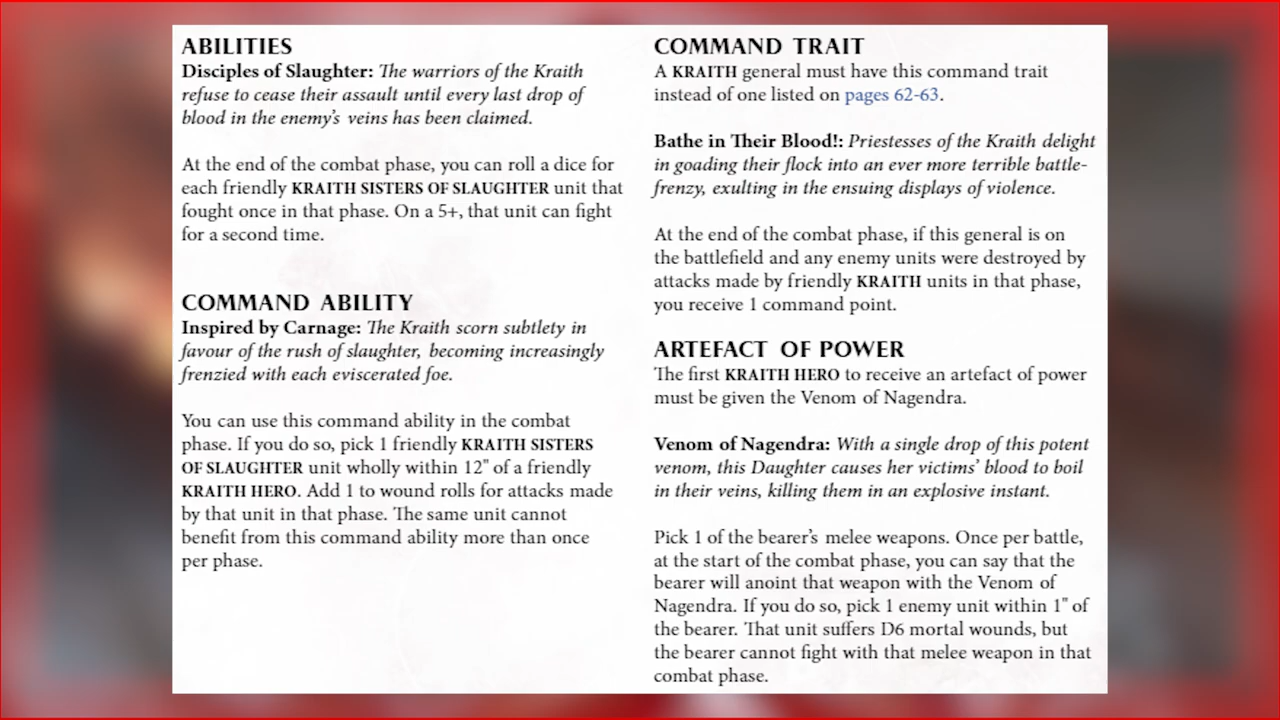 ABILITIES
Disciples of Slaughter: The warriors of the Kraith
refuse to cease their assault until every last drop of
blood in the enemy's veins has been claimed.
At the end of the combat phase, you can roll a dice for
each friendly KRAITH SISTERS OF SLAUGHTER unit that
fought once in that phase. On a 5+, that unit can fight
for a second time.
COMMAND ABILITY
Inspired by Carnage: The Kraith scorn subtlety in
favour of the rush of slaughter, becoming increasingly
frenzied with each eviscerated foe.
You can use this command ability in the combat
phase. If you do so, pick 1 friendly KRAITH SISTERS
OF SLAUGHTER unit wholly within 12" of a friendly
KRAITH HERO. Add 1 to wound rolls for attacks made
by that unit in that phase. The same unit cannot
benefit from this command ability more than once
per phase.
COMMAND TRAIT
A KRAITH general must have this command trait
instead of one listed on pages 62-63.
Bathe in Their Blood!: Priestesses of the Kraith delight
in goading their flock into an ever more terrible battle-
frenzy, exulting in the ensuing displays of violence.
At the end of the combat phase, if this general is on
the battlefield and any enemy units were destroyed by
attacks made by friendly KRAITH units in that phase,
you receive 1 command point.
ARTEFACT OF POWER
The first KRAITH HERO to receive an artefact of power
must be given the Venom of Nagendra.
Venom of Nagendra: With a single drop of this potent
venom, this Daughter causes her victims' blood to boil
in their veins, killing them in an explosive instant.
Pick 1 of the bearer's melee weapons. Once per battle,
at the start of the combat phase, you can say that the
bearer will anoint that weapon with the Venom of
Nagendra. If you do so, pick 1 enemy unit within 1" of
the bearer. That unit suffers D6 mortal wounds, but
the bearer cannot fight with that melee weapon in that
combat phase.